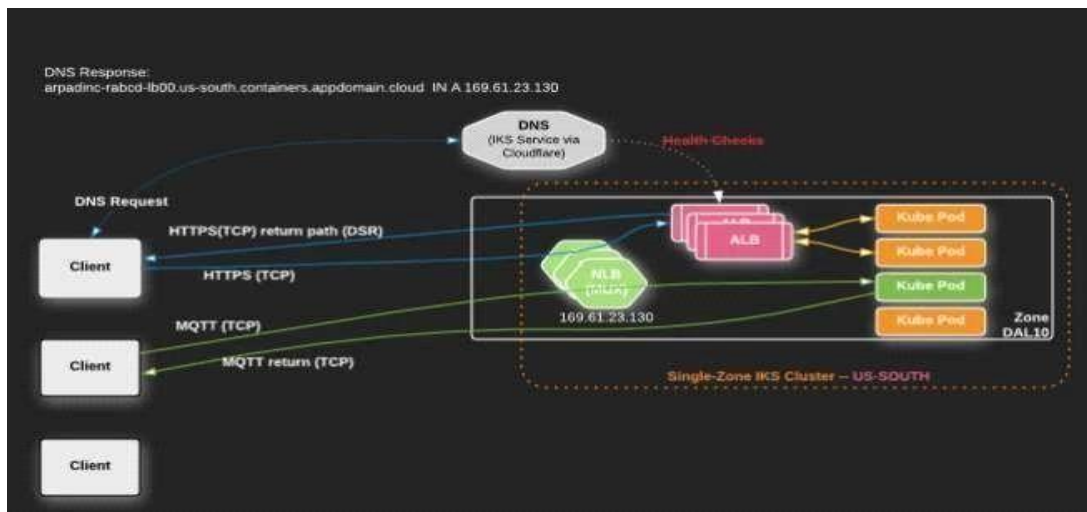 DNS Response:
arpadinc-rabcd-lb00.us-south.containers.appdomain.cloud IN A 169.61.23.130
DNS
(IKS Service via
Cloudflare)
Health Checks
DNS Request
HTTPS(TCP) return path (DSR)
Client
HTTPS (TCP)
ALB
ALB
Kube Pod
Kube Pod
Kube Pod
Kube Pod
NLB
(MUX)
169.61.23.130
Zone
DAL10
MQTT (TCP)
MQTT return (TCP)
Client
Single-Zone IKS Cluster – US-SOUTH
Client